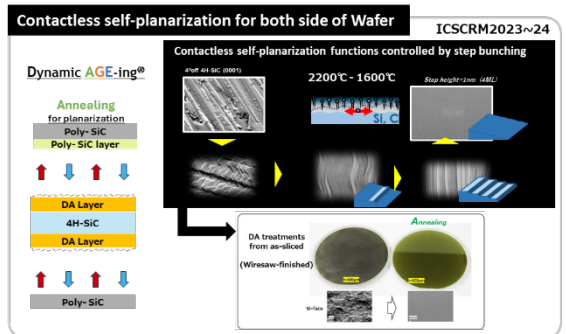 Contactless self-planarization for both side of Wafer
ICSCRM2023~24
Contactless self-planarization functions controlled by step bunching
Dynamic AGE-ing®
Annealing
for planarization
Poly-SiC
Poly-SiC layer
DA Layer
4H-SiC
DA Layer
Poly- SiC
4°off 4H-SiC (0001)
2200℃-1600℃
Si, C
Step height=1nm (4ML)
DA treatments
from as-sliced
(Wiresaw-finished)
Annealing
Si-face